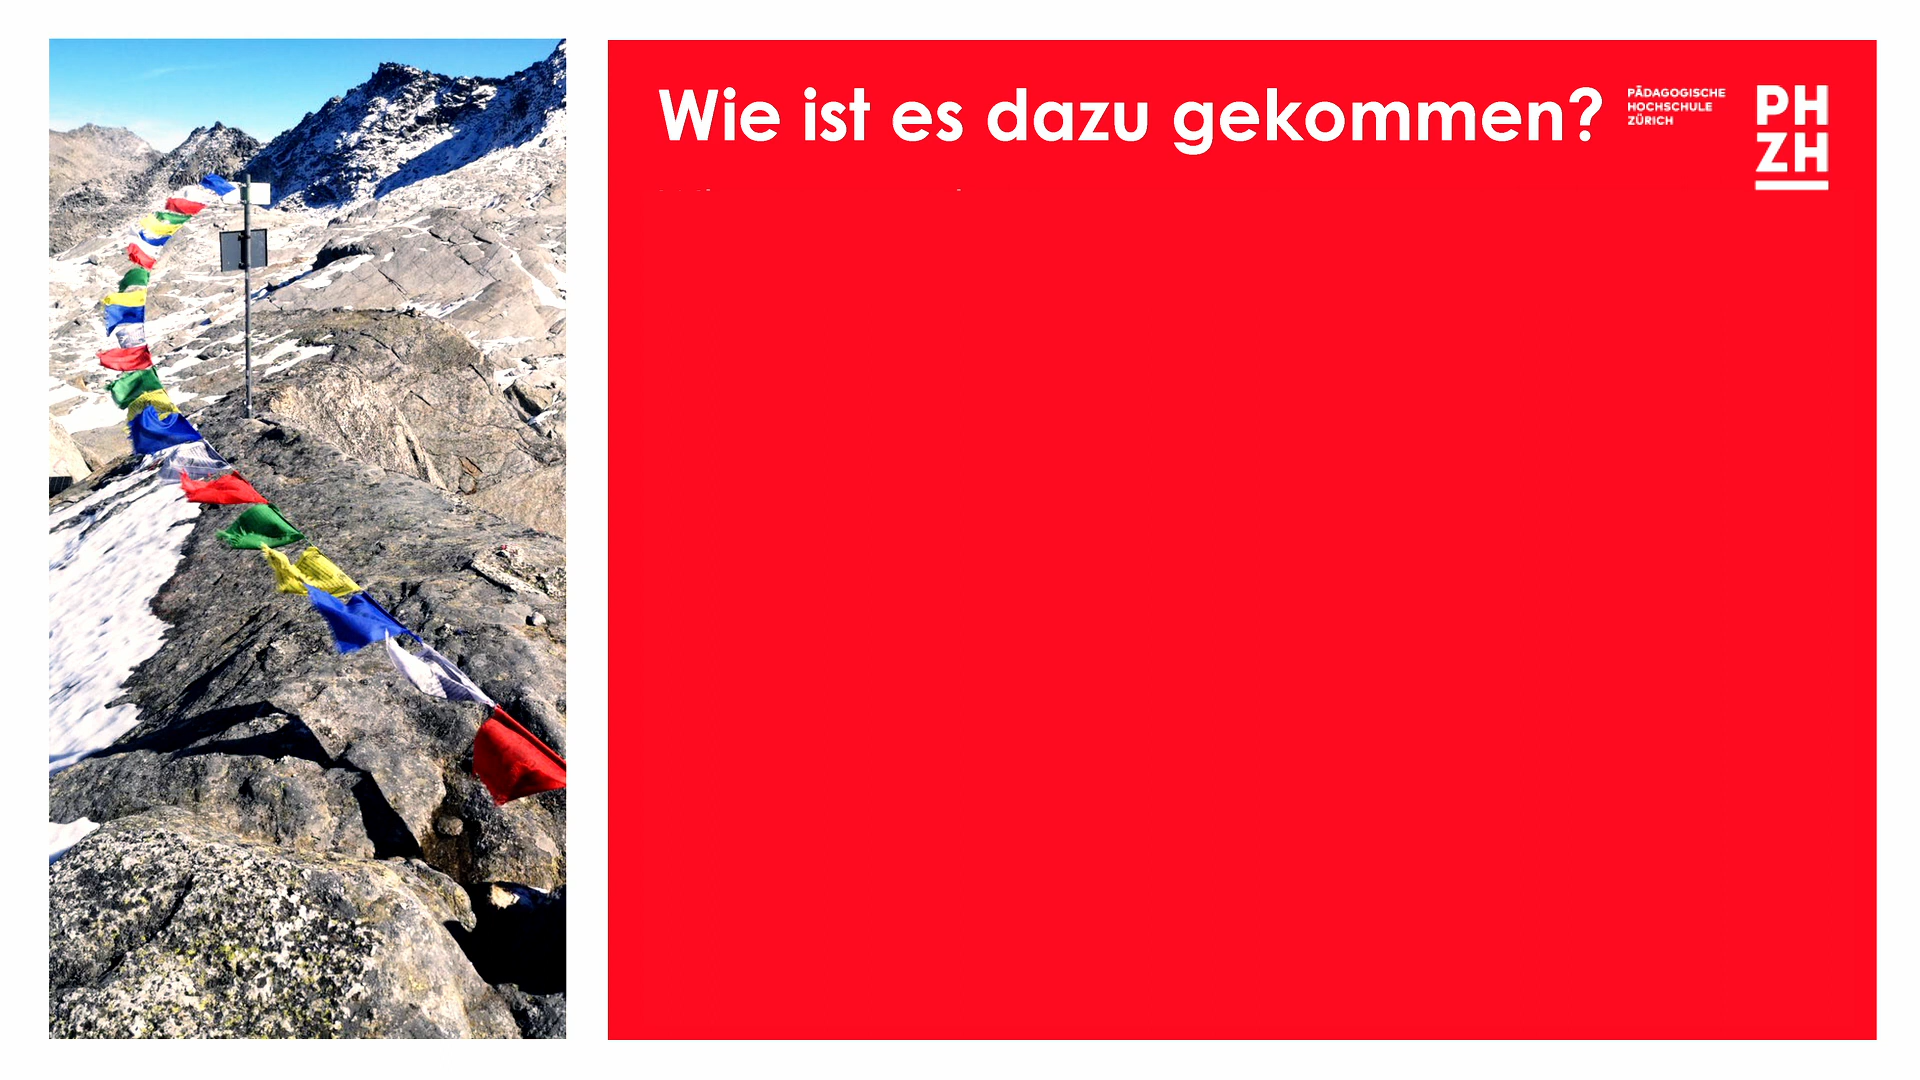 Wie ist es dazu gekommen?
PÄDAGOGISCHE
HOCHSCHULE
ZÜRICH
PH
ZH